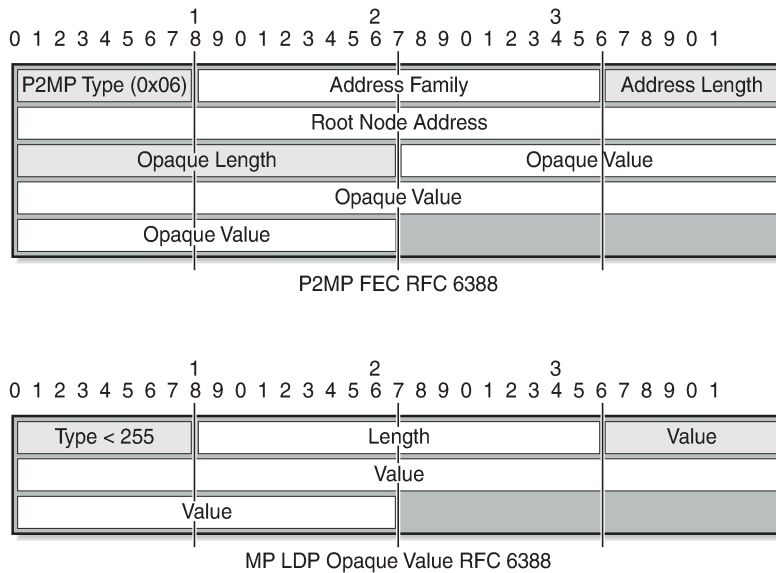 1 2 3
0 1 2 3 4 5 6 7 8 9 0 1 2 3 4 5 6 7 8 9 0 1 2 3 4 5 6 7 8 9 0 1
P2MP Type (0x06) Address Family Address Length
Root Node Address
Opaque Length Opaque Value
Opaque Value
Opaque Value
P2MP FEC RFC 6388
1 2 3
0 1 2 3 4 5 6 7 8 9 0 1 2 3 4 5 6 7 8 9 0 1 2 3 4 5 6 7 8 9 0 1
Type < 255 Length Value
Value
Value
MP LDP Opaque Value RFC 6388